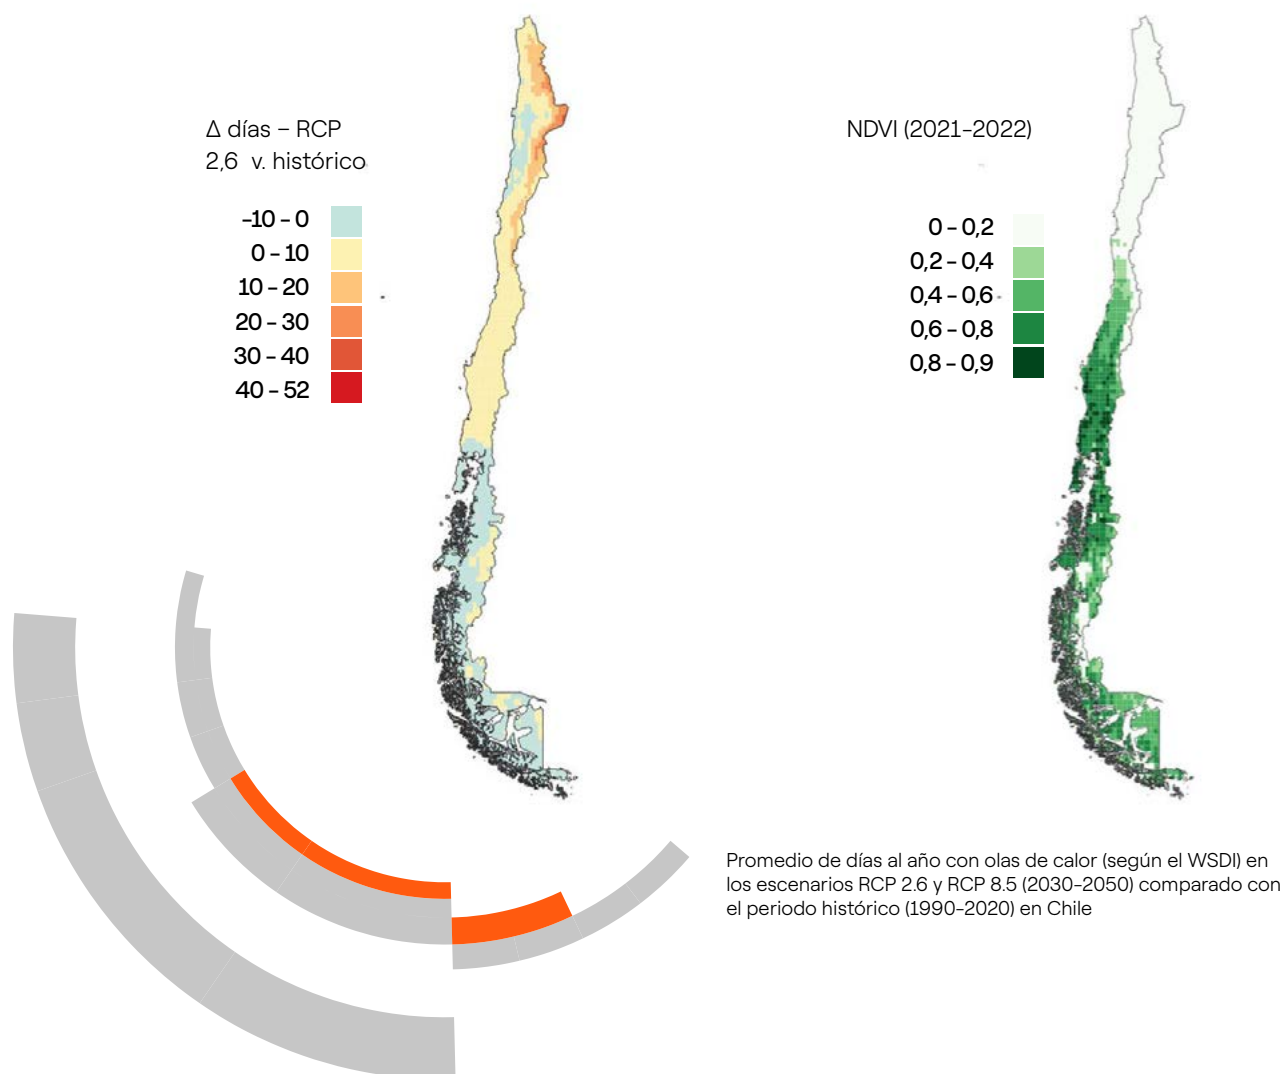 Δ días – RCP
2,6 v. histórico
-10 – 0
0 – 10
10 – 20
20 – 30
30 – 40
40 – 52
NDVI (2021-2022)
0 – 0,2
0,2 – 0,4
0,4 – 0,6
0,6 – 0,8
0,8 – 0,9
Promedio de días al año con olas de calor (según el WSDI) en
los escenarios RCP 2.6 y RCP 8.5 (2030-2050) comparado con
el periodo histórico (1990-2020) en Chile